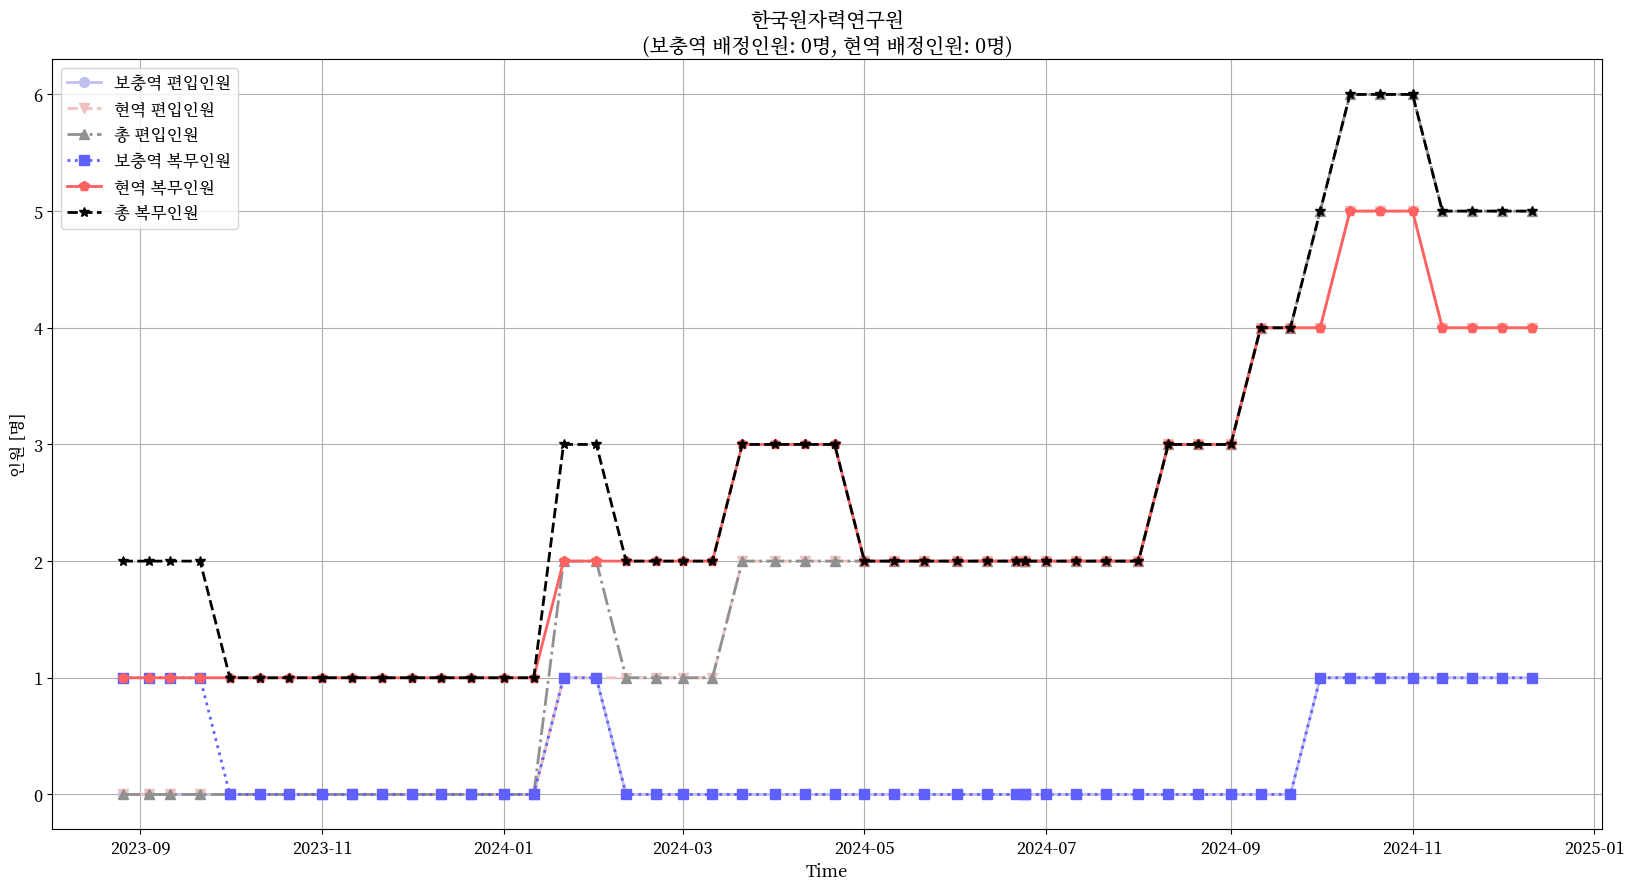 한국원자력연구원
(보충역 배정인원: 0명, 현역 배정인원: 0명)
보충역 편입인원
현역 편입인원
총 편입인원
보충역 복무인원
현역 복무인원
총 복무인원
인원 [명]
6
5
4
3
2
1
0
2023-09
2023-11
2024-01
2024-03
2024-05
2024-07
2024-09
2024-11
2025-01
Time